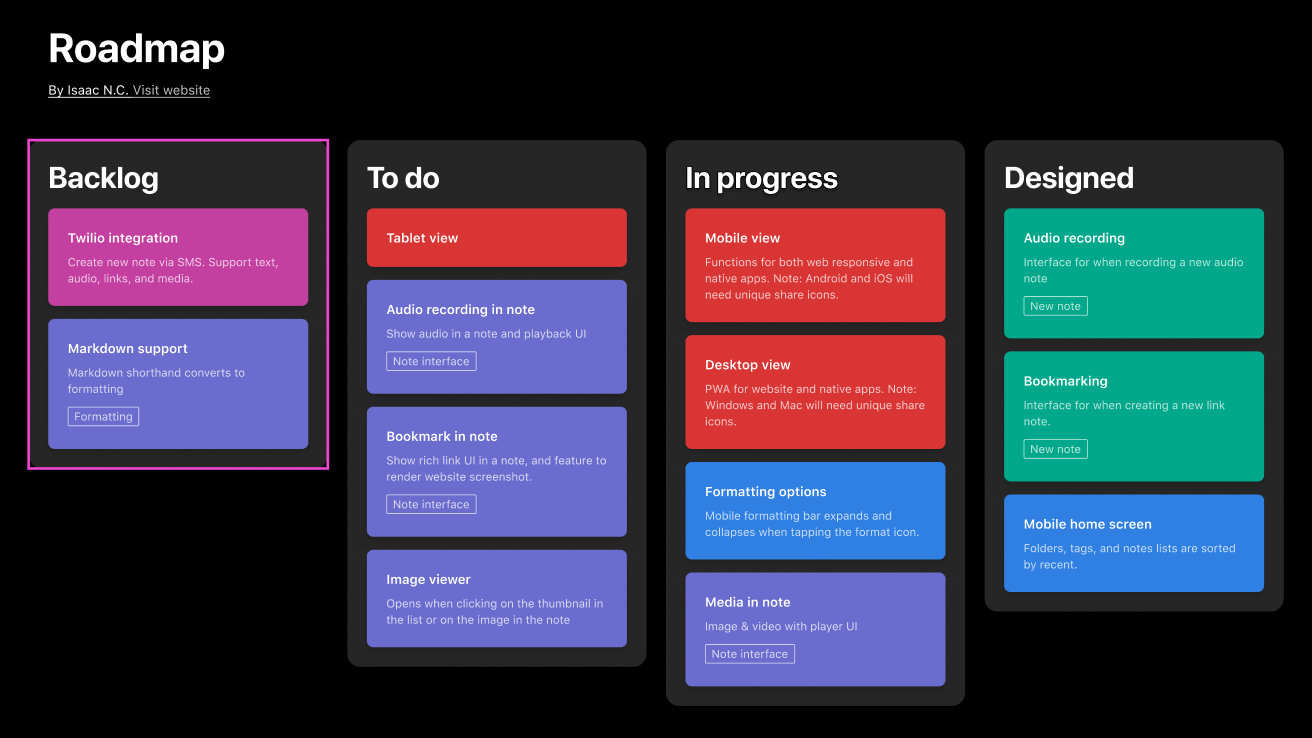 Roadmap
By Isaac N.C. Visit website
Backlog
Twilio integration
Create new note via SMS. Support text,
audio, links, and media.
Markdown support
Markdown shorthand converts to
formatting
Formatting
To do
Tablet view
Audio recording in note
Show audio in a note and playback UI
Note interface
Bookmark in note
Show rich link UI in a note, and feature to
render website screenshot.
Note interface
Image viewer
Opens when clicking on the thumbnail in
the list or on the image in the note
In progress
Mobile view
Functions for both web responsive and
native apps. Note: Android and iOS will
need unique share icons.
Desktop view
PWA for website and native apps. Note:
Windows and Mac will need unique share
icons.
Formatting options
Mobile formatting bar expands and
collapses when tapping the format icon.
Media in note
Image & video with player UI
Note interface
Designed
Audio recording
Interface for when recording a new audio
note
New note
Bookmarking
Interface for when creating a new link
note.
New note
Mobile home screen
Folders, tags, and notes lists are sorted
by recent.